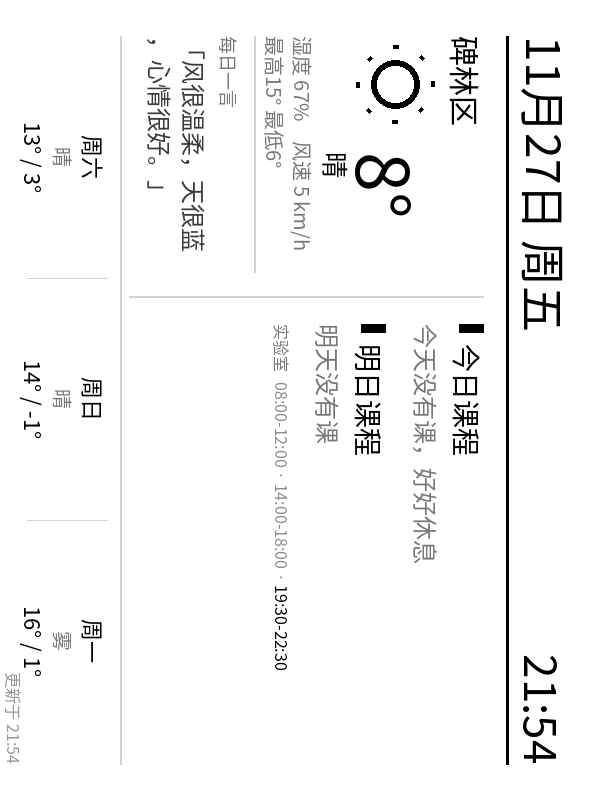 11月27日 周五
21:54
碑林区
8°
晴
湿度 67%　风速 5 km/h
最高15° 最低6°
每日一言
「风很温柔，天很蓝
，心情很好。」
今日课程
今天没有课，好好休息
明日课程
明天没有课
实验室 08:00-12:00 · 14:00-18:00 · 19:30-22:30
周六
晴
13° / 3°
周日
晴
14° / -1°
周一
雾
16° / 1°
更新于 21:54